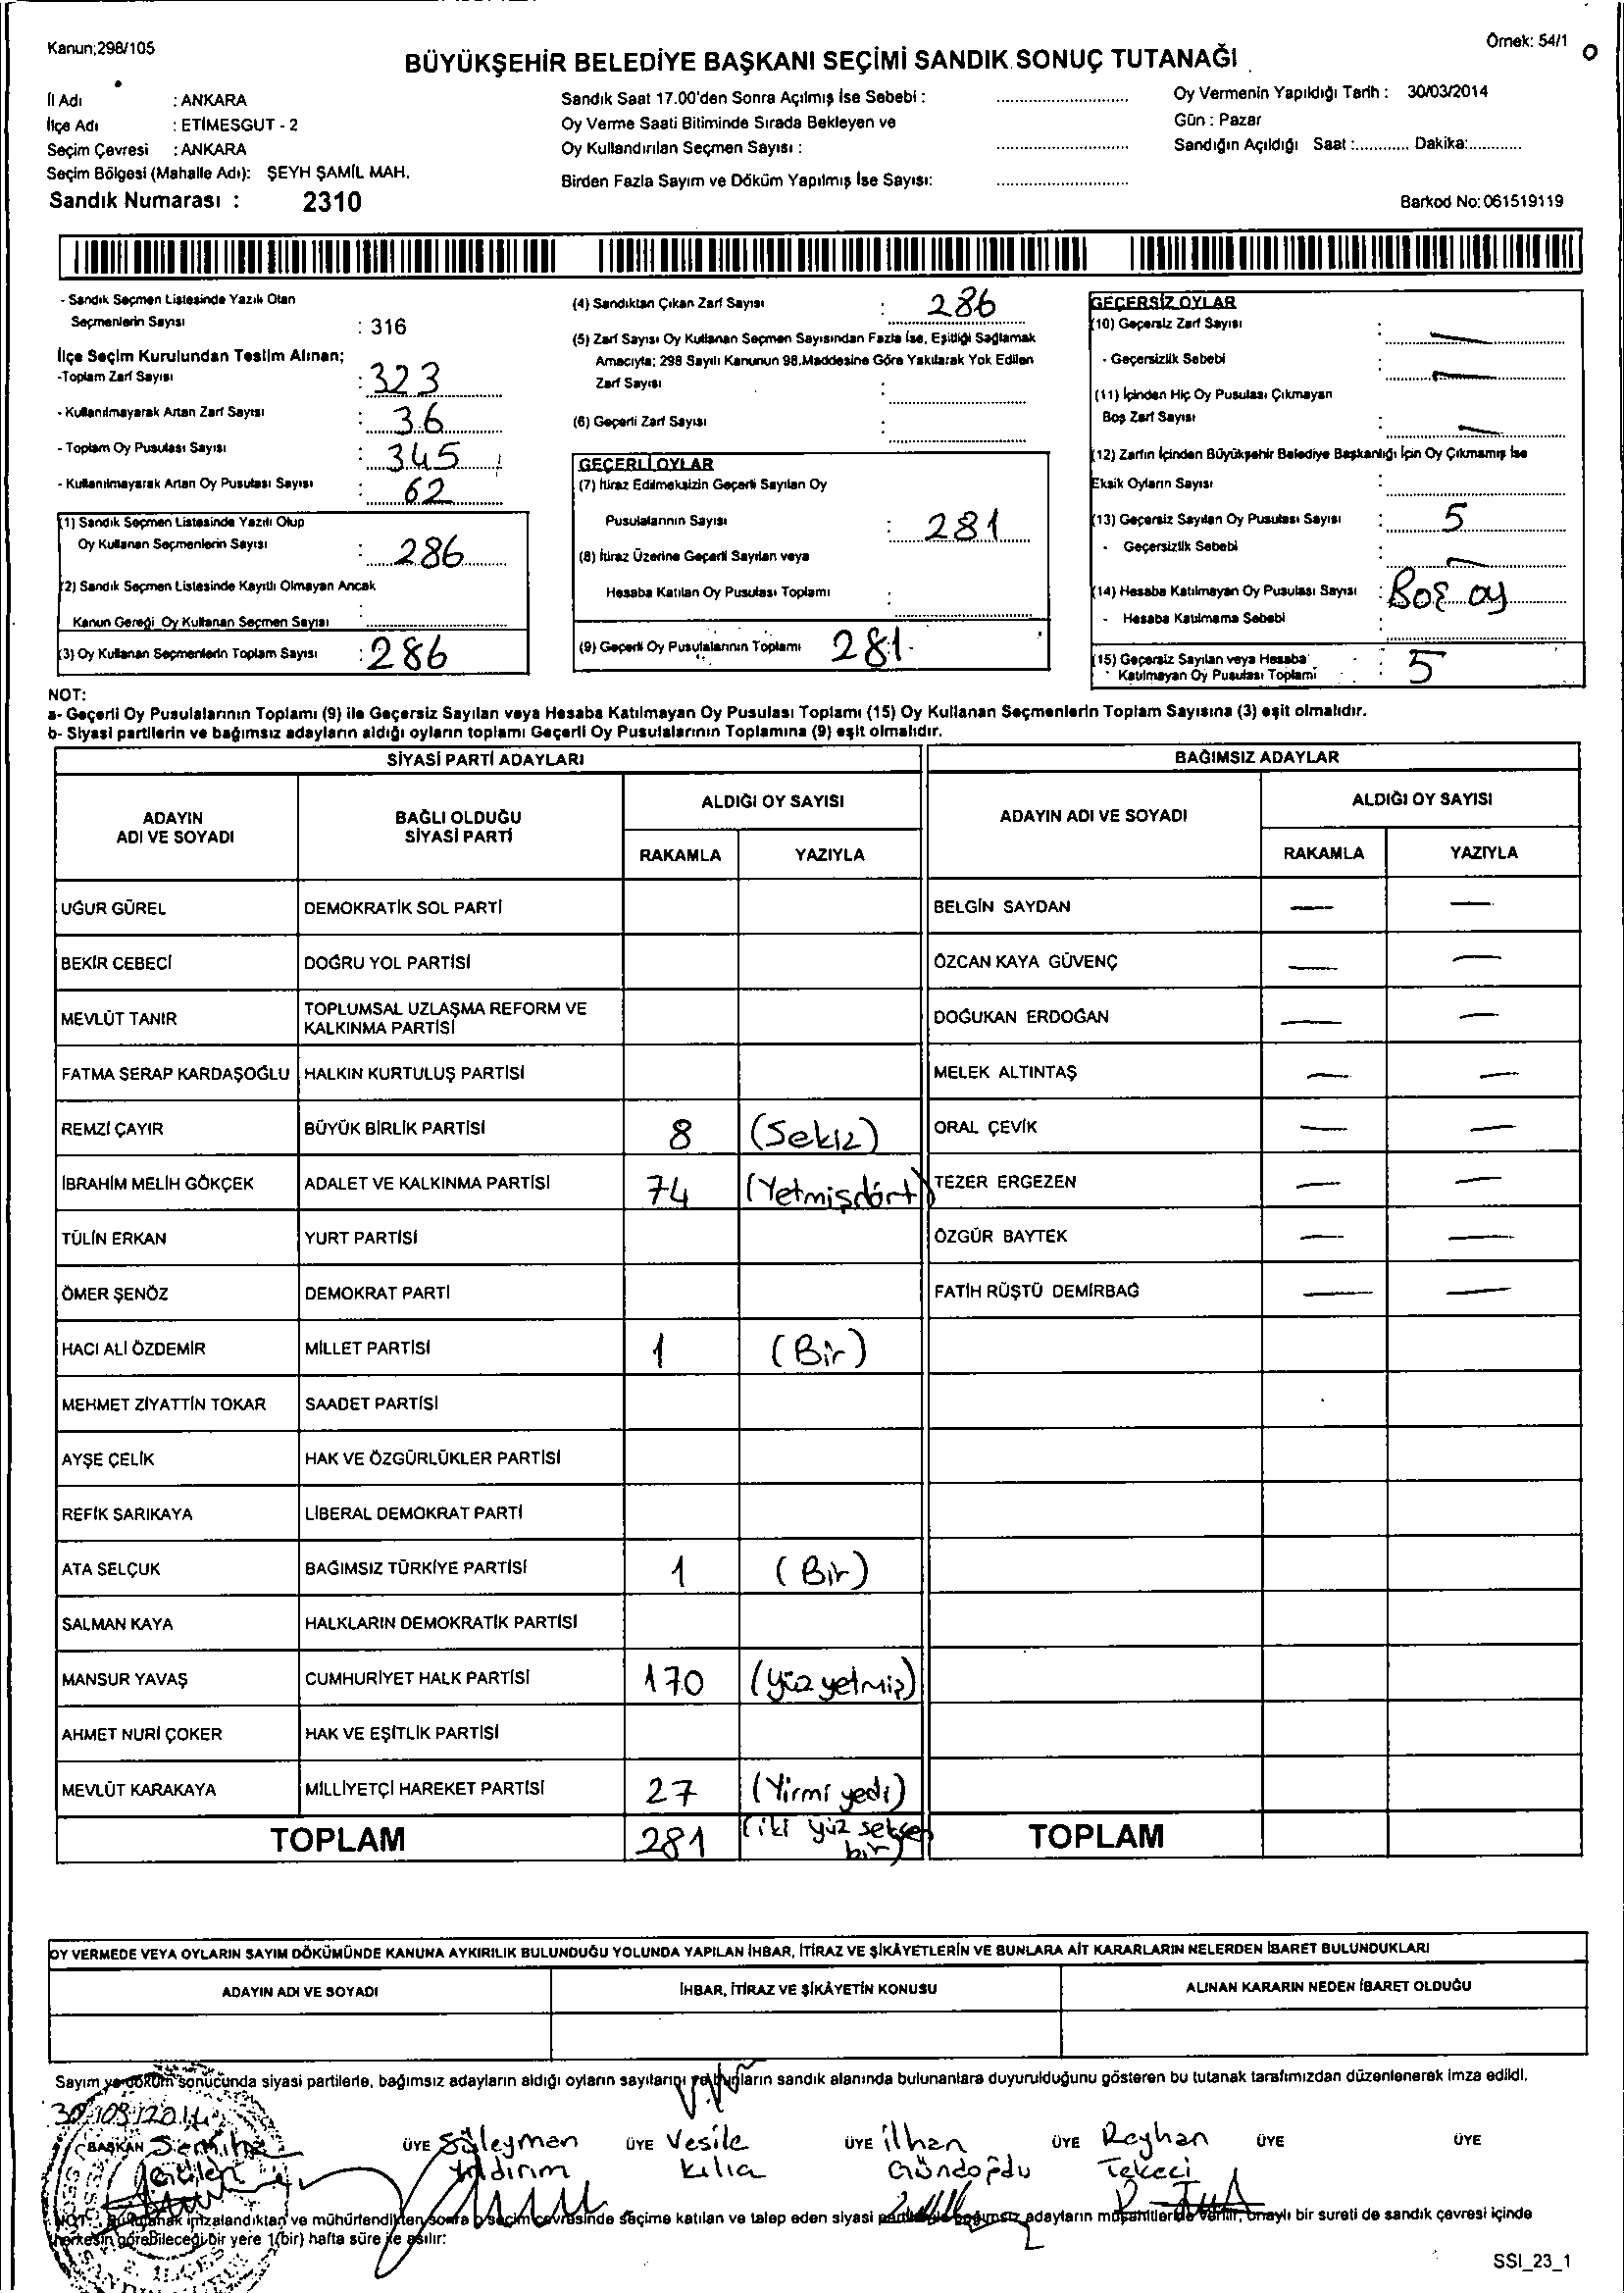 Kanun;298/105
Örnek: 54/1
BÜYÜKŞEHİR BELEDİYE BAŞKANI SEÇİMİ SANDIK SONUÇ TUTANAĞI
İl Adı : ANKARA
İlçe Adı : ETİMESGUT - 2
Seçim Çevresi : ANKARA
Seçim Bölgesi (Mahalle Adı): ŞEYH ŞAMİL MAH.
Sandık Numarası : 2310
Sandık Saat 17.00'den Sonra Açılmış İse Sebebi :
Oy Verme Saati Bitiminde Sırada Bekleyen ve
Oy Kullandırılan Seçmen Sayısı :
Birden Fazla Sayım ve Döküm Yapılmış İse Sayısı:
Oy Vermenin Yapıldığı Tarih : 30/03/2014
Gün : Pazar
Sandığın Açıldığı Saat :............ Dakika:............
Barkod No: 061519119
- Sandık Seçmen Listesinde Yazılı Olan
Seçmenlerin Sayısı : 316
İlçe Seçim Kurulundan Teslim Alınan;
-Toplam Zarf Sayısı : 323
- Kullanılmayarak Artan Zarf Sayısı : 36
- Toplam Oy Pusulası Sayısı : 345
- Kullanılmayarak Artan Oy Pusulası Sayısı : 62
(1) Sandık Seçmen Listesinde Yazılı Olup
Oy Kullanan Seçmenlerin Sayısı : 286
(2) Sandık Seçmen Listesinde Kayıtlı Olmayan Ancak
Kanun Gereği Oy Kullanan Seçmen Sayısı :
(3) Oy Kullanan Seçmenlerin Toplam Sayısı : 286
(4) Sandıktan Çıkan Zarf Sayısı : 286
(5) Zarf Sayısı Oy Kullanan Seçmen Sayısından Fazla İse, Eşitliği Sağlamak
Amacıyla; 298 Sayılı Kanunun 98.Maddesine Göre Yakılarak Yok Edilen
Zarf Sayısı :
(6) Geçerli Zarf Sayısı :
GEÇERLİ OYLAR
(7) İtiraz Edilmeksizin Geçerli Sayılan Oy
Pusulalarının Sayısı : 281
(8) İtiraz Üzerine Geçerli Sayılan veya
Hesaba Katılan Oy Pusulası Toplamı :
(9) Geçerli Oy Pusulalarının Toplamı 281
GEÇERSİZ OYLAR
(10) Geçersiz Zarf Sayısı : —
- Geçersizlik Sebebi : —
(11) İçinden Hiç Oy Pusulası Çıkmayan
Boş Zarf Sayısı : —
(12) Zarfın İçinden Büyükşehir Belediye Başkanlığı İçin Oy Çıkmamış İse
Eksik Oyların Sayısı :
(13) Geçersiz Sayılan Oy Pusulası Sayısı : 5
- Geçersizlik Sebebi : —
(14) Hesaba Katılmayan Oy Pusulası Sayısı : Boş oy
- Hesaba Katılmama Sebebi :
(15) Geçersiz Sayılan veya Hesaba
Katılmayan Oy Pusulası Toplamı : 5
NOT:
a- Geçerli Oy Pusulalarının Toplamı (9) ile Geçersiz Sayılan veya Hesaba Katılmayan Oy Pusulası Toplamı (15) Oy Kullanan Seçmenlerin Toplam Sayısına (3) eşit olmalıdır.
b- Siyasi partilerin ve bağımsız adayların aldığı oyların toplamı Geçerli Oy Pusulalarının Toplamına (9) eşit olmalıdır.
SİYASİ PARTİ ADAYLARI BAĞIMSIZ ADAYLAR
ADAYIN ADI VE SOYADI BAĞLI OLDUĞU SİYASİ PARTİ ALDIĞI OY SAYISI ADAYIN ADI VE SOYADI ALDIĞI OY SAYISI
RAKAMLA YAZIYLA RAKAMLA YAZIYLA
UĞUR GÜREL DEMOKRATİK SOL PARTİ BELGİN SAYDAN — —
BEKİR CEBECİ DOĞRU YOL PARTİSİ ÖZCAN KAYA GÜVENÇ — —
MEVLÜT TANIR TOPLUMSAL UZLAŞMA REFORM VE KALKINMA PARTİSİ DOĞUKAN ERDOĞAN — —
FATMA SERAP KARDAŞOĞLU HALKIN KURTULUŞ PARTİSİ MELEK ALTINTAŞ — —
REMZİ ÇAYIR BÜYÜK BİRLİK PARTİSİ 8 (Sekiz) ORAL ÇEVİK — —
İBRAHİM MELİH GÖKÇEK ADALET VE KALKINMA PARTİSİ 74 (Yetmişdört) TEZER ERGEZEN — —
TÜLİN ERKAN YURT PARTİSİ ÖZGÜR BAYTEK — —
ÖMER ŞENÖZ DEMOKRAT PARTİ FATİH RÜŞTÜ DEMİRBAĞ — —
HACI ALİ ÖZDEMİR MİLLET PARTİSİ 1 (Bir)
MEHMET ZİYATTİN TOKAR SAADET PARTİSİ
AYŞE ÇELİK HAK VE ÖZGÜRLÜKLER PARTİSİ
REFİK SARIKAYA LİBERAL DEMOKRAT PARTİ
ATA SELÇUK BAĞIMSIZ TÜRKİYE PARTİSİ 1 (Bir)
SALMAN KAYA HALKLARIN DEMOKRATİK PARTİSİ
MANSUR YAVAŞ CUMHURİYET HALK PARTİSİ 170 (yüz yetmiş)
AHMET NURİ ÇOKER HAK VE EŞİTLİK PARTİSİ
MEVLÜT KARAKAYA MİLLİYETÇİ HAREKET PARTİSİ 27 (Yirmi yedi)
TOPLAM 281 (iki yüz seksen bir) TOPLAM
OY VERMEDE VEYA OYLARIN SAYIM DÖKÜMÜNDE KANUNA AYKIRILIK BULUNDUĞU YOLUNDA YAPILAN İHBAR, İTİRAZ VE ŞİKÂYETLERİN VE BUNLARA AİT KARARLARIN NELERDEN İBARET BULUNDUKLARI
ADAYIN ADI VE SOYADI İHBAR, İTİRAZ VE ŞİKÂYETİN KONUSU ALINAN KARARIN NEDEN İBARET OLDUĞU
Sayım ve döküm sonucunda siyasi partilerle, bağımsız adayların aldığı oyların sayılarını ve bunların sandık alanında bulunanlara duyurulduğunu gösteren bu tutanak tarafımızdan düzenlenerek imza edildi.
30/03/2014
BAŞKAN Semiha ÜYE Süleyman ÜYE Vesile ÜYE İlhan ÜYE Reyhan ÜYE ÜYE
Yıldırım Kılıa Gündoğdu Tekeci
NOT: Bu tutanak imzalandıktan ve mühürlendikten sonra o seçim çevresinde seçime katılan ve talep eden siyasi bağımsız adayların müşahitlerine verilir, onaylı bir sureti de sandık çevresi içinde
herkesin görebileceği bir yere 1(bir) hafta süre ile asılır:
SSI_23_1